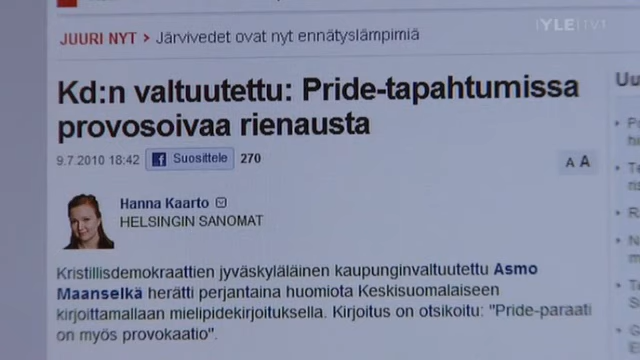 YLE tv1
JUURI NYT > Järvivedet ovat nyt ennätyslämpimiä
Kd:n valtuutettu: Pride-tapahtumissa
provosoivaa rienausta
Uu
9.7.2010 18:42 Suosittele 270
A A
Hanna Kaarto
HELSINGIN SANOMAT
Kristillisdemokraattien jyväskyläläinen kaupunginvaltuutettu Asmo
Maanselkä herätti perjantaina huomiota Keskisuomalaiseen
kirjoittamallaan mielipidekirjoituksella. Kirjoitus on otsikoitu: "Pride-paraati
on myös provokaatio".